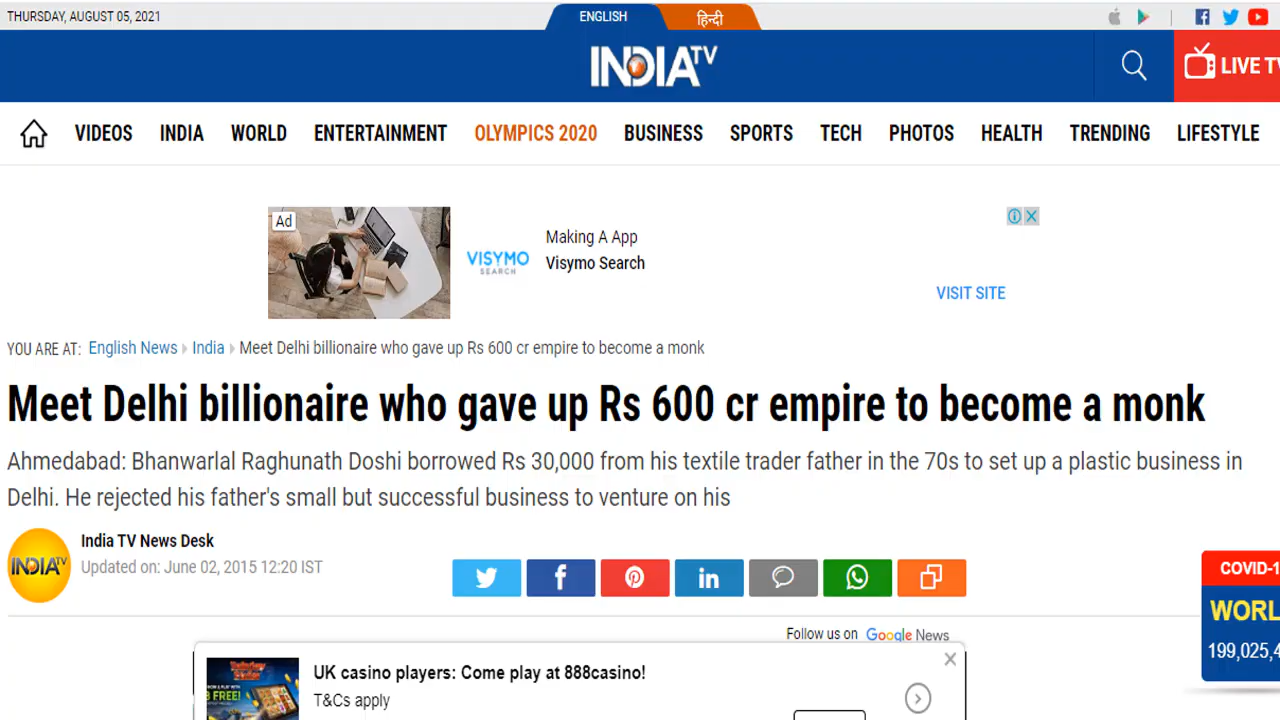 THURSDAY, AUGUST 05, 2021
ENGLISH
हिन्दी
INDIATV
LIVE TV
VIDEOS INDIA WORLD ENTERTAINMENT OLYMPICS 2020 BUSINESS SPORTS TECH PHOTOS HEALTH TRENDING LIFESTYLE
Ad
Making A App
VISYMO
SEARCH
Visymo Search
VISIT SITE
YOU ARE AT: English News India Meet Delhi billionaire who gave up Rs 600 cr empire to become a monk
Meet Delhi billionaire who gave up Rs 600 cr empire to become a monk
Ahmedabad: Bhanwarlal Raghunath Doshi borrowed Rs 30,000 from his textile trader father in the 70s to set up a plastic business in
Delhi. He rejected his father's small but successful business to venture on his
India TV News Desk
INDIATV
Updated on: June 02, 2015 12:20 IST
COVID-1
WORL
199,025,4
Follow us on Google News
UK casino players: Come play at 888casino!
T&Cs apply
FREE!